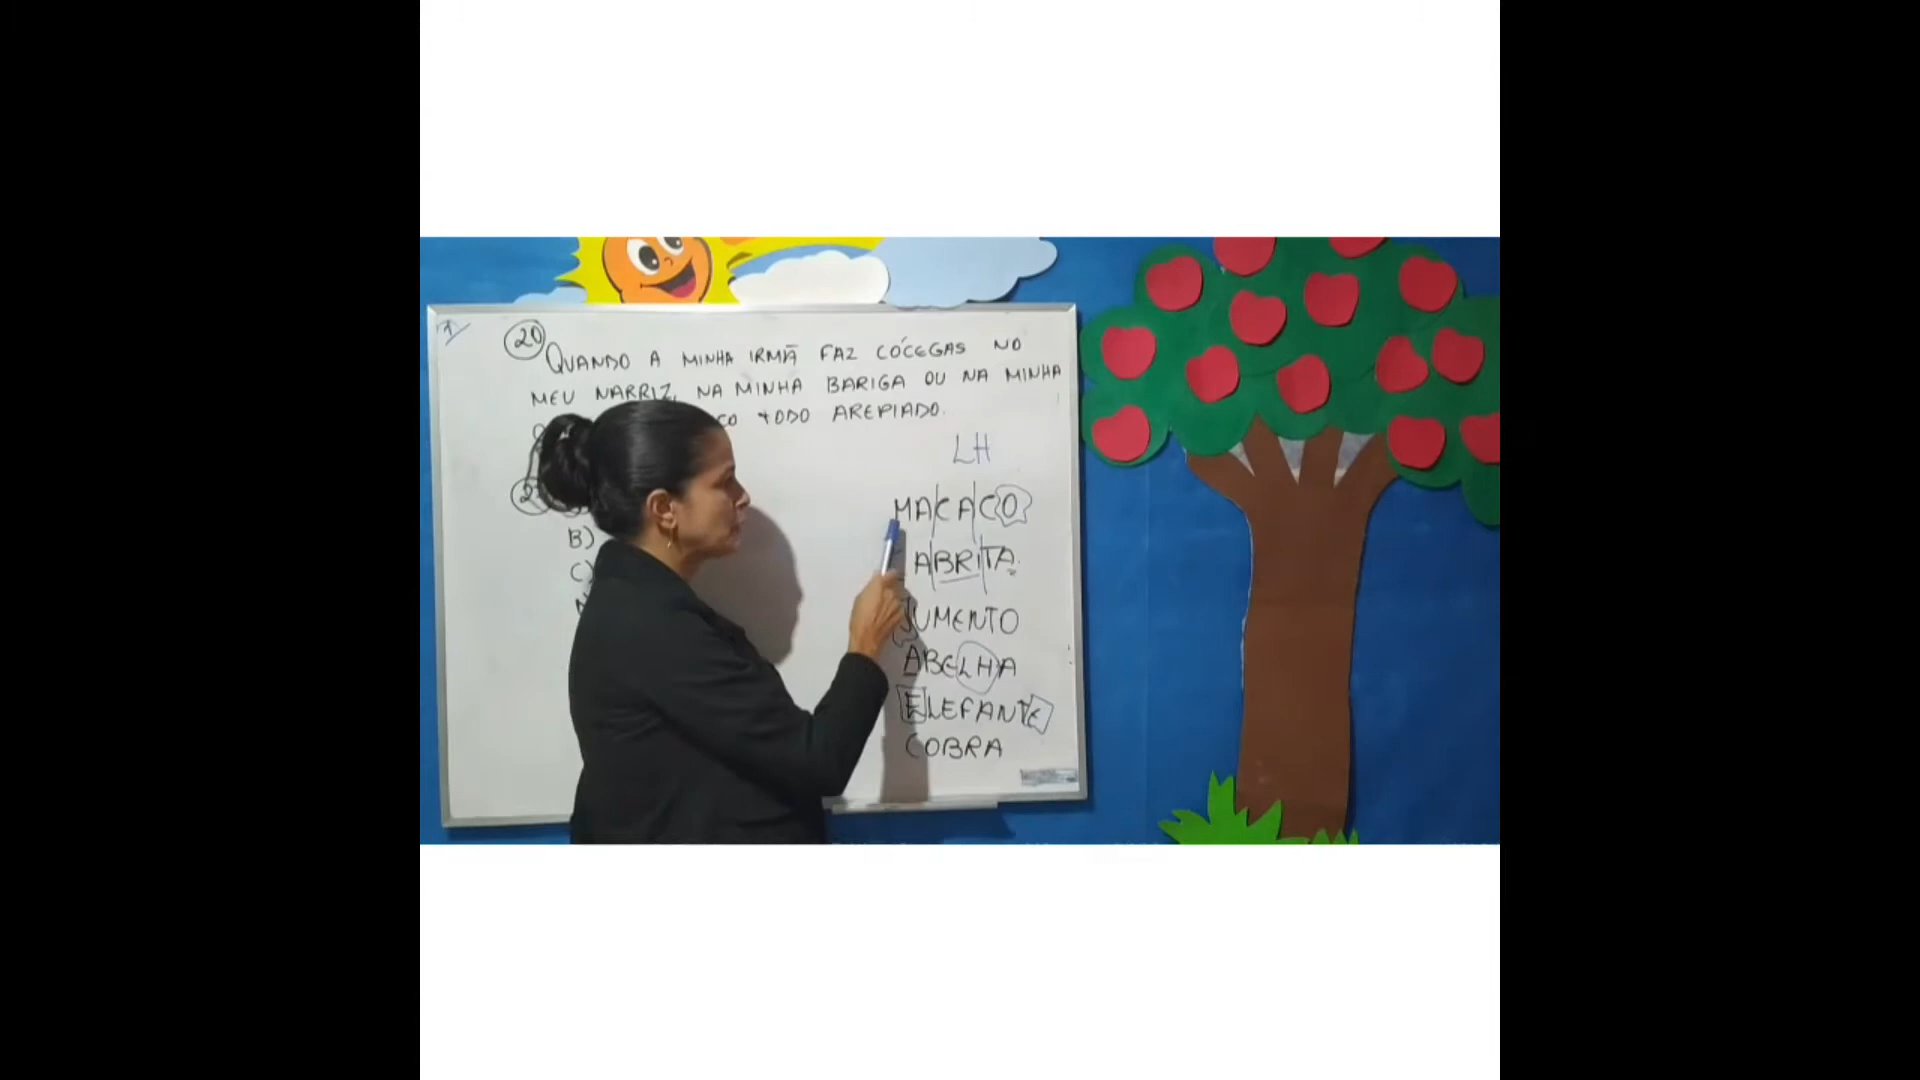 20
QUANDO A MINHA IRMÃ FAZ CÓCEGAS NO
MEU NARRIZ, NA MINHA BARIGA OU NA MINHA
CO TODO AREPIADO.
LH
MACACO
ABRITA
B)
C)
JUMENTO
ABELHA
ELEFANTE
COBRA